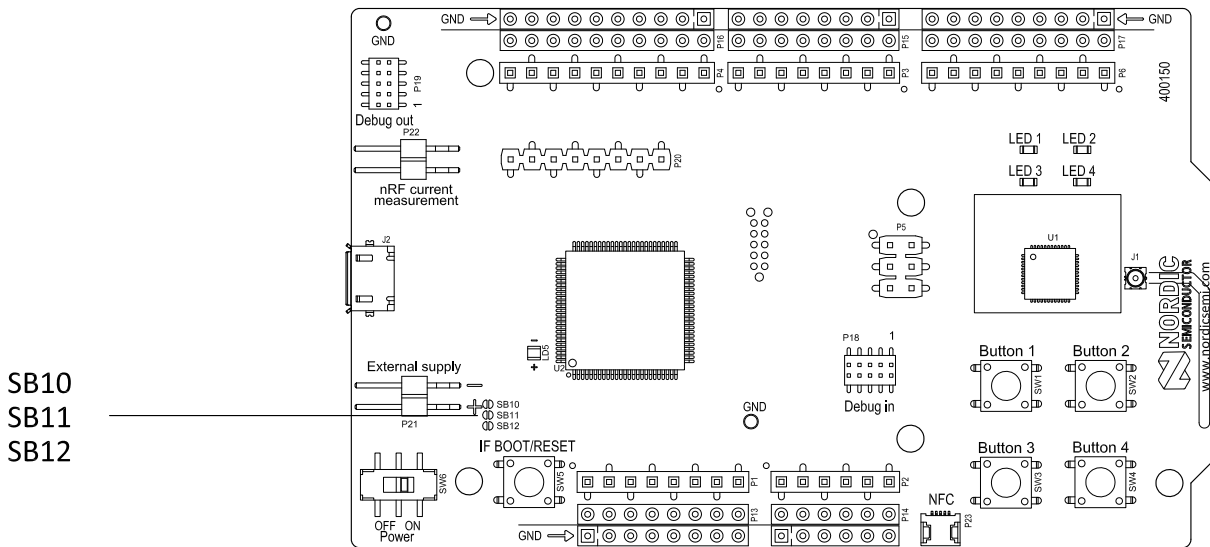 GND
GND
GND
P16
P15
P17
P4
P3
P6
400150
P19
1
Debug out
P22
nRF current
measurement
P20
LED 1
LED 2
LED 3
LED 4
P5
U1
J1
J2
NORDIC
SEMICONDUCTOR
www.nordicsemi.com
-
LD5
+
U2
P18
1
Debug in
Button 1
Button 2
SW1
SW2
External supply
P21
SB10
SB11
SB12
SB10
SB11
SB12
GND
IF BOOT/RESET
SW5
SW6
OFF ON
Power
Button 3
Button 4
SW3
SW4
P1
P2
P13
P14
NFC
P23
GND